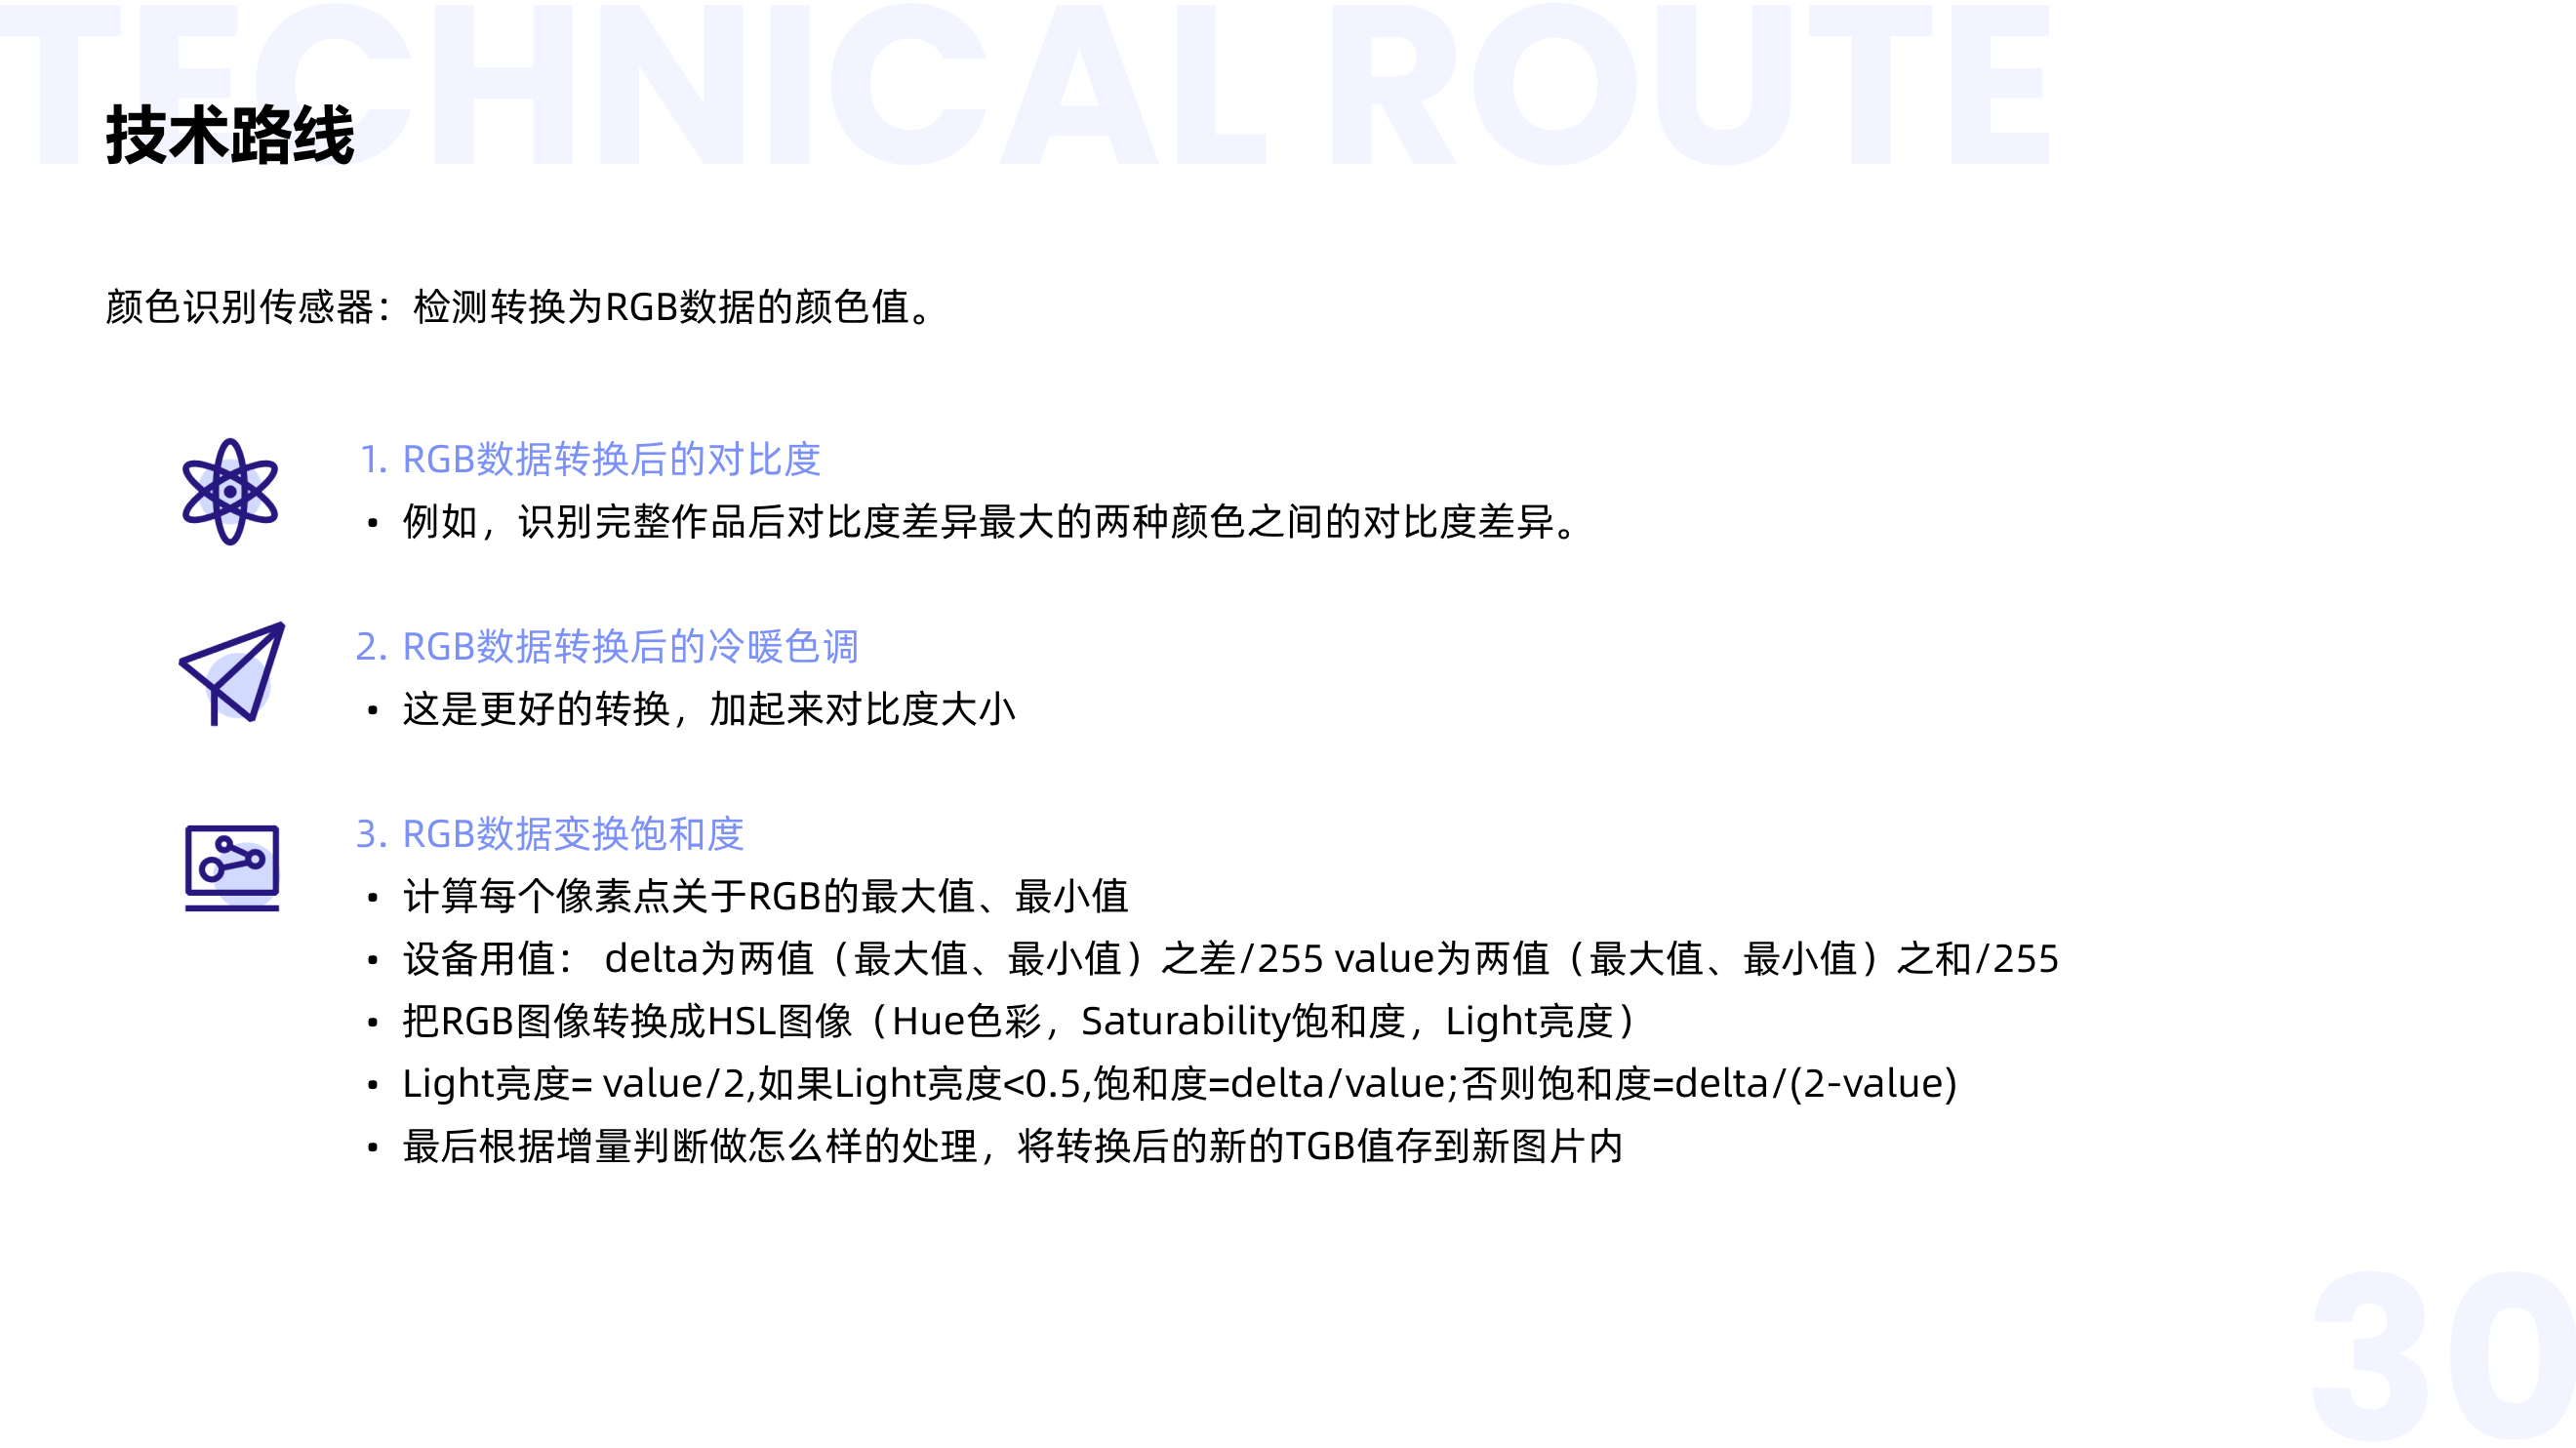 TECHNICAL ROUTE
技术路线
颜色识别传感器：检测转换为RGB数据的颜色值。
1. RGB数据转换后的对比度
• 例如，识别完整作品后对比度差异最大的两种颜色之间的对比度差异。
2. RGB数据转换后的冷暖色调
• 这是更好的转换，加起来对比度大小
3. RGB数据变换饱和度
• 计算每个像素点关于RGB的最大值、最小值
• 设备用值： delta为两值（最大值、最小值）之差/255 value为两值（最大值、最小值）之和/255
• 把RGB图像转换成HSL图像（Hue色彩，Saturability饱和度，Light亮度）
• Light亮度= value/2,如果Light亮度<0.5,饱和度=delta/value;否则饱和度=delta/(2-value)
• 最后根据增量判断做怎么样的处理，将转换后的新的TGB值存到新图片内
30